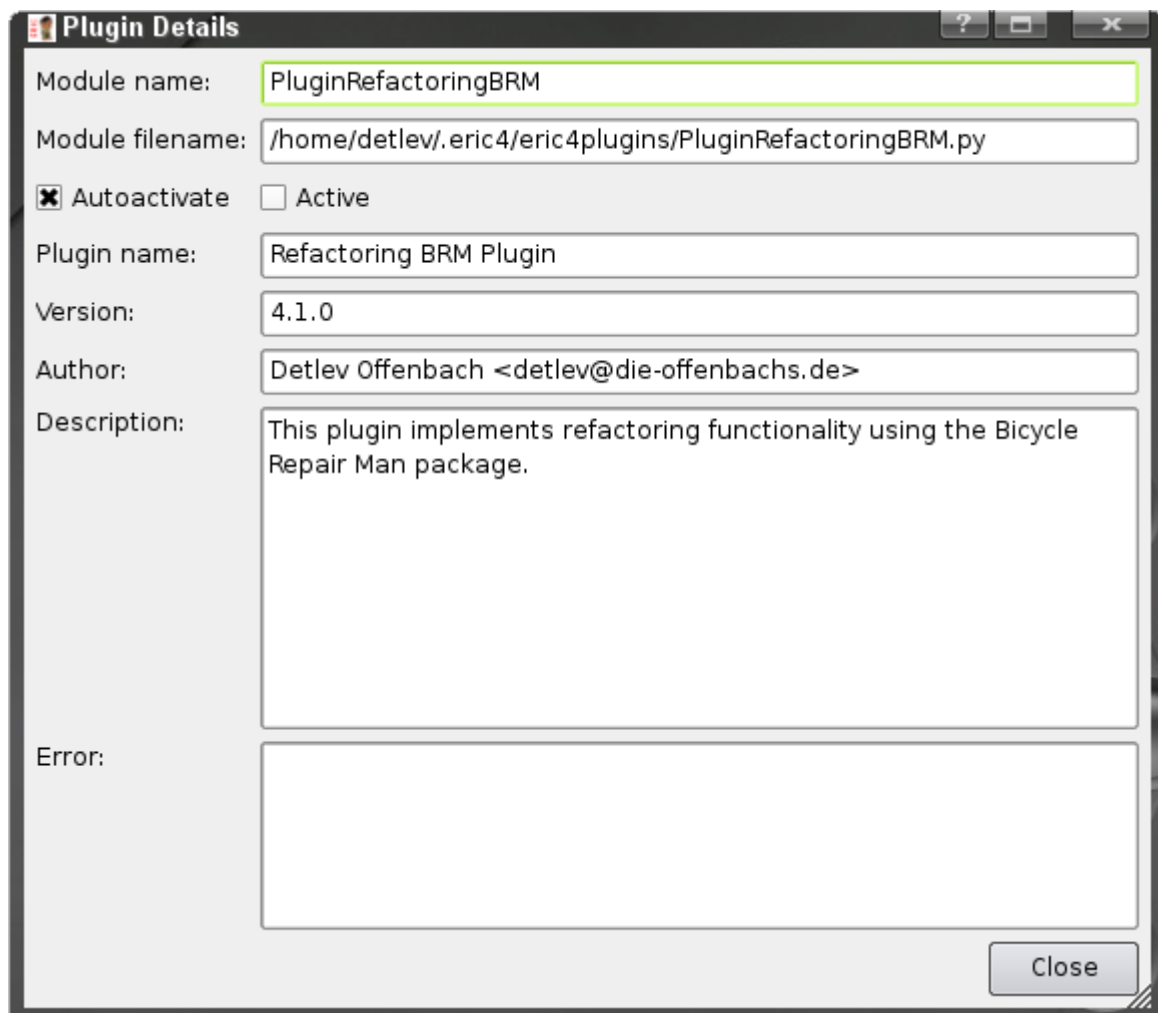 Plugin Details
Module name: PluginRefactoringBRM
Module filename: /home/detlev/.eric4/eric4plugins/PluginRefactoringBRM.py
Autoactivate Active
Plugin name: Refactoring BRM Plugin
Version: 4.1.0
Author: Detlev Offenbach <detlev@die-offenbachs.de>
Description: This plugin implements refactoring functionality using the Bicycle
Repair Man package.
Error:
Close